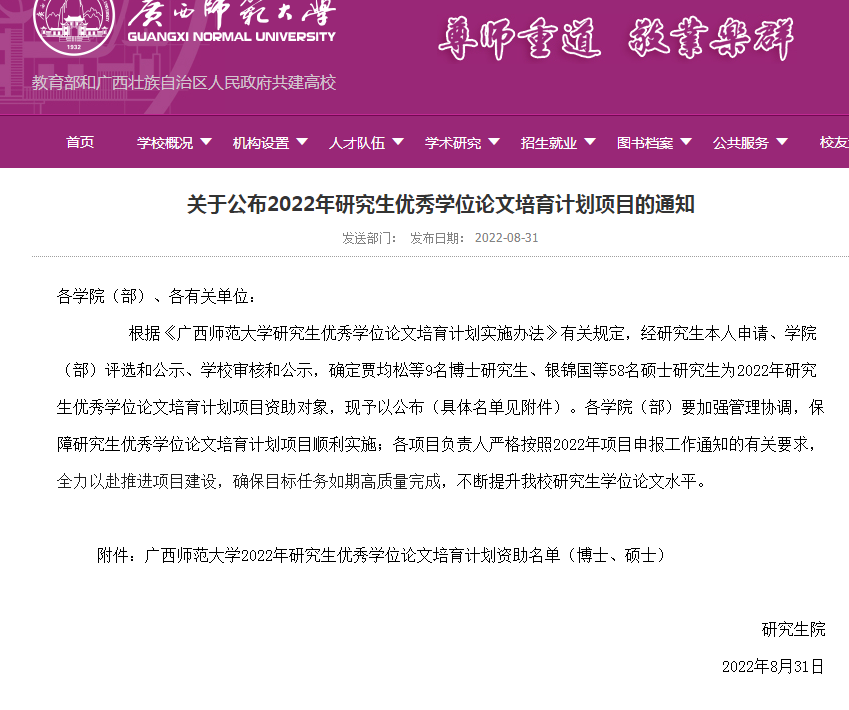 广西师范大学
GUANGXI NORMAL UNIVERSITY
1932
尊师重道 敬业乐群
教育部和广西壮族自治区人民政府共建高校
首页 学校概况 机构设置 人才队伍 学术研究 招生就业 图书档案 公共服务 校友
关于公布2022年研究生优秀学位论文培育计划项目的通知
发送部门： 发布日期： 2022-08-31
各学院（部）、各有关单位：
根据《广西师范大学研究生优秀学位论文培育计划实施办法》有关规定，经研究生本人申请、学院
（部）评选和公示、学校审核和公示，确定贾均松等9名博士研究生、银锦国等58名硕士研究生为2022年研究
生优秀学位论文培育计划项目资助对象，现予以公布（具体名单见附件）。各学院（部）要加强管理协调，保
障研究生优秀学位论文培育计划项目顺利实施；各项目负责人严格按照2022年项目申报工作通知的有关要求，
全力以赴推进项目建设，确保目标任务如期高质量完成，不断提升我校研究生学位论文水平。
附件：广西师范大学2022年研究生优秀学位论文培育计划资助名单（博士、硕士）
研究生院
2022年8月31日